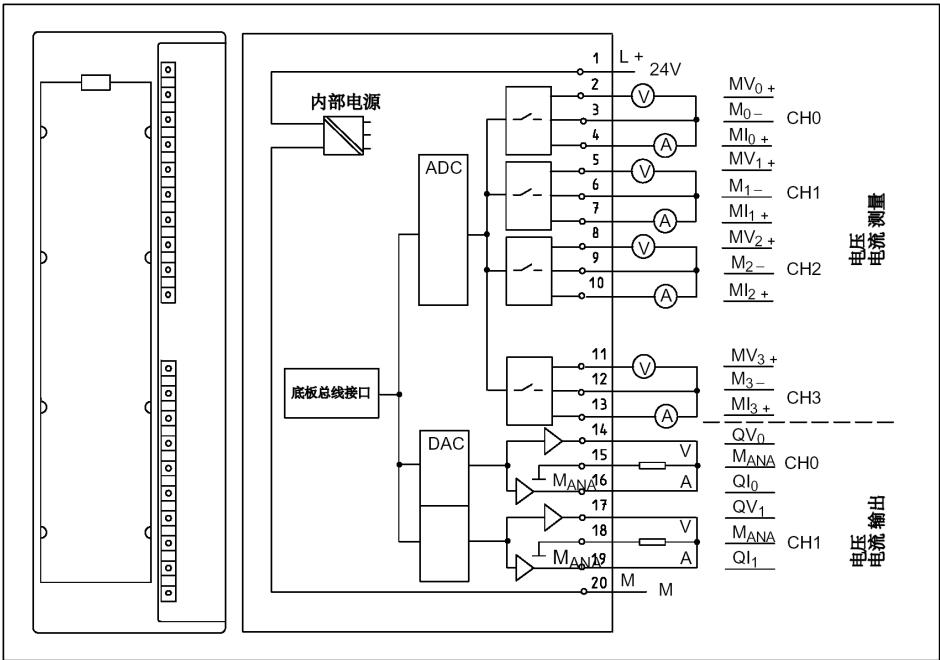 1 L +
24V
内部电源
2 V MV0 +
3 M0 – CH0
4 A MI0 +
ADC
5 V MV1 +
6 M1 – CH1
7 A MI1 +
8 V MV2 +
9 M2 – CH2
10 A MI2 +
电压
电流 测量
底板总线接口
11 V MV3 +
12 M3 – CH3
13 A MI3 +
DAC
14 V QV0
15 MANA CH0
MANA 16 A QI0
17 V QV1
18 MANA CH1
MANA 19 A QI1
电压
电流 输出
20 M
M